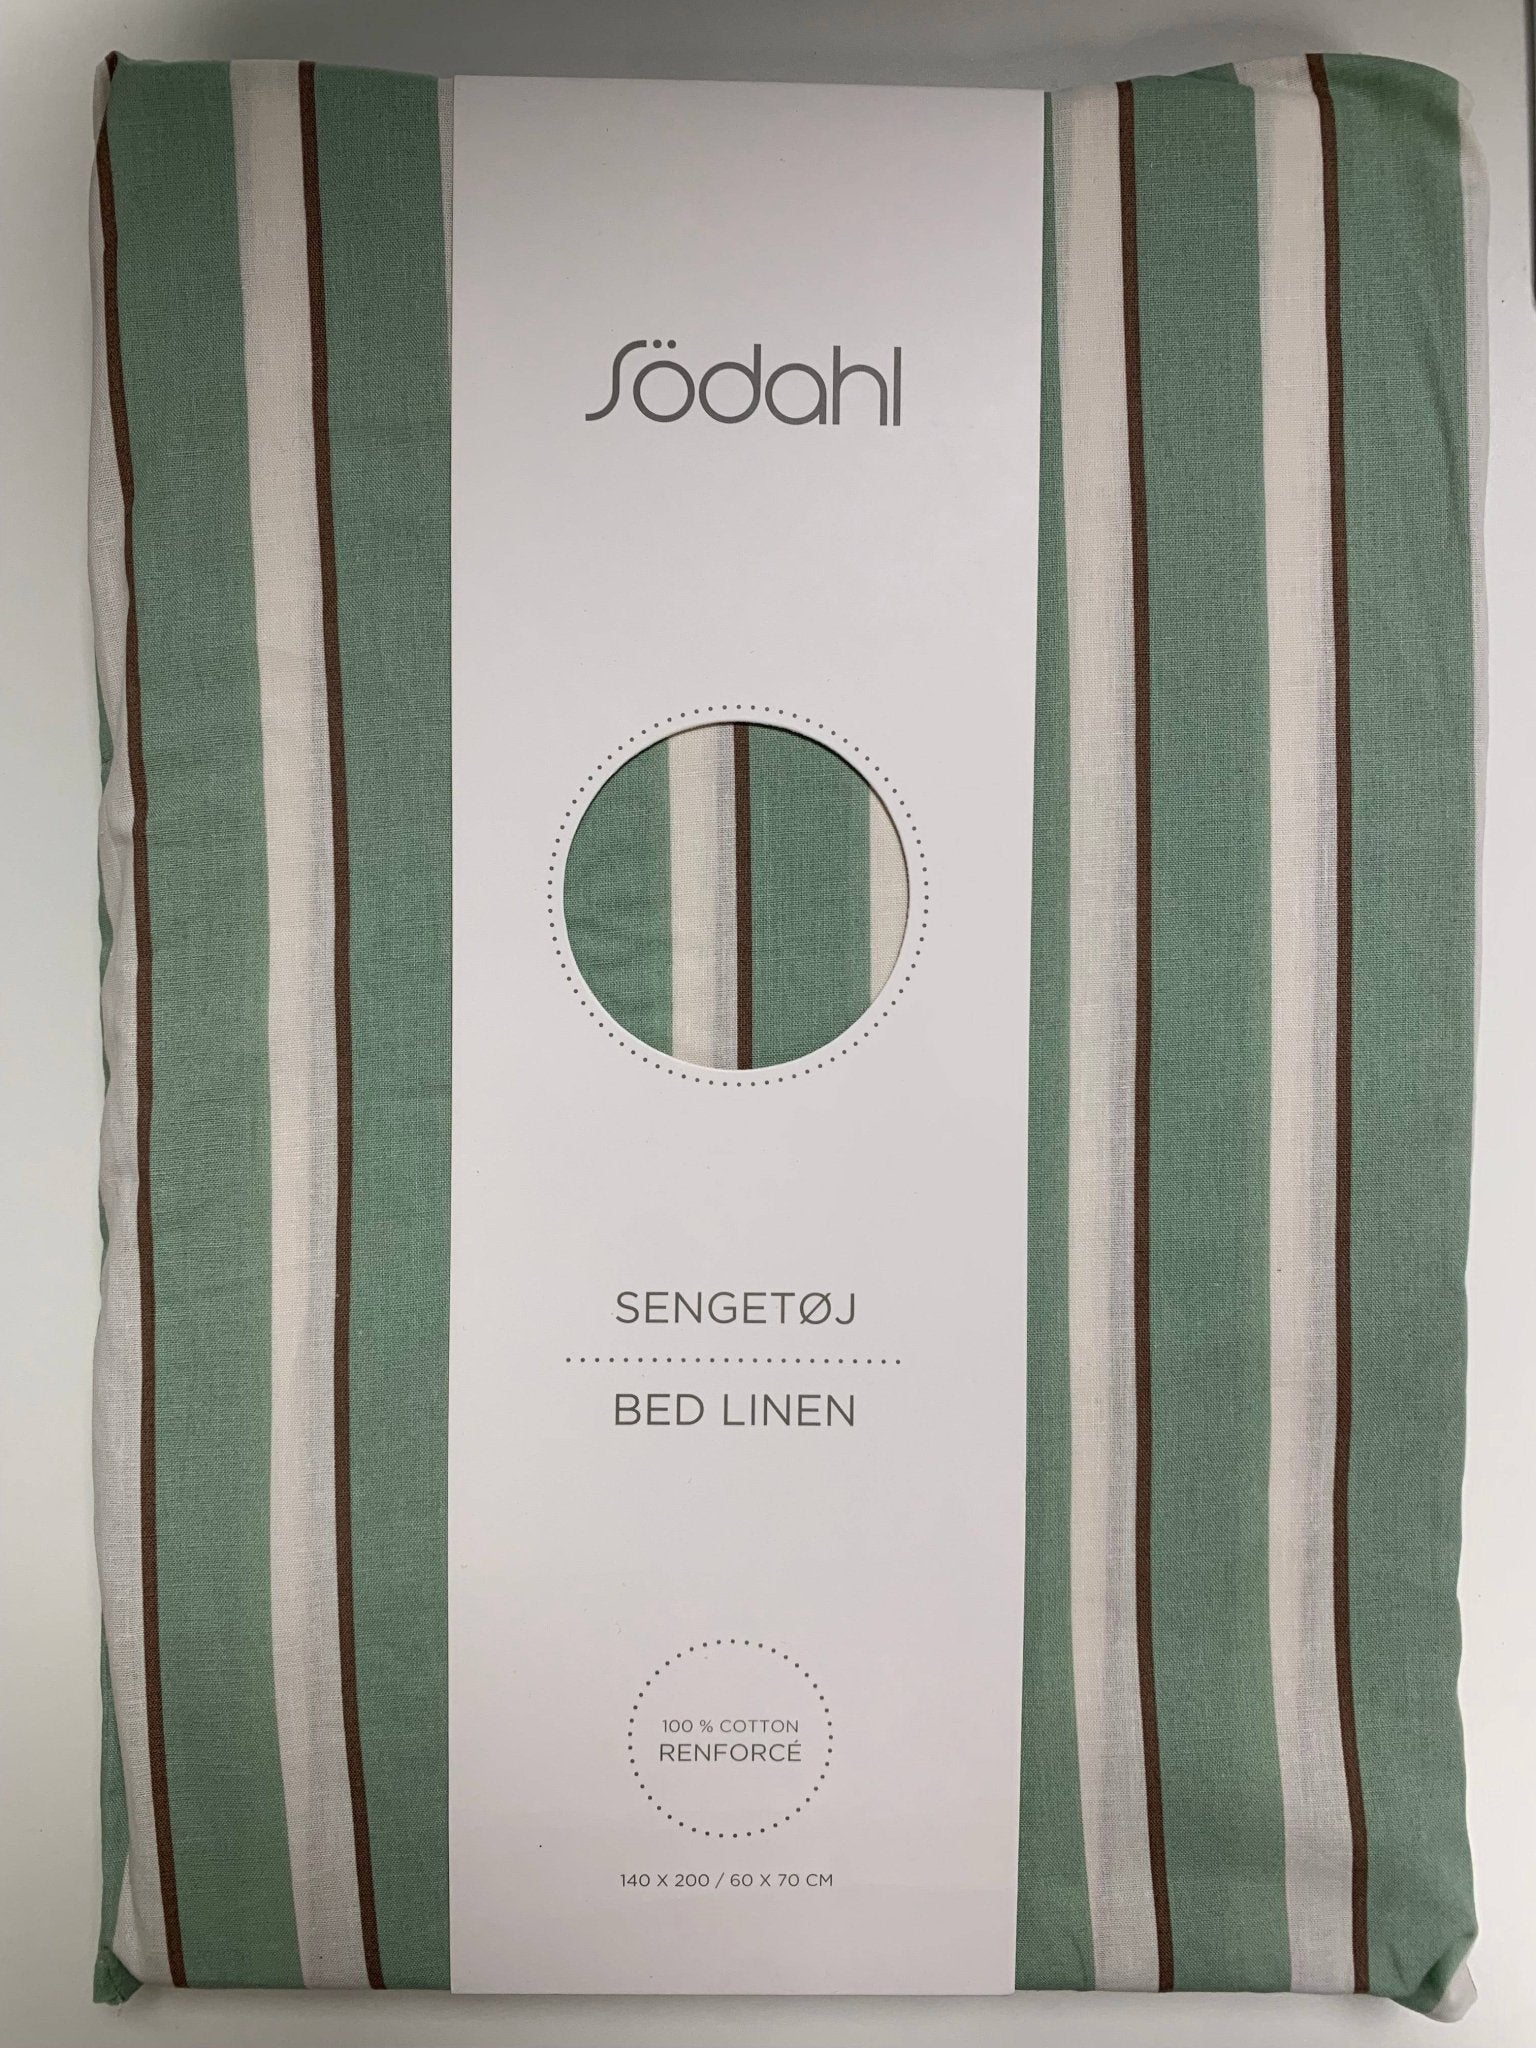 Södahl
SENGETØJ
BED LINEN
100 % COTTON
RENFORCÉ
140 X 200 / 60 X 70 CM